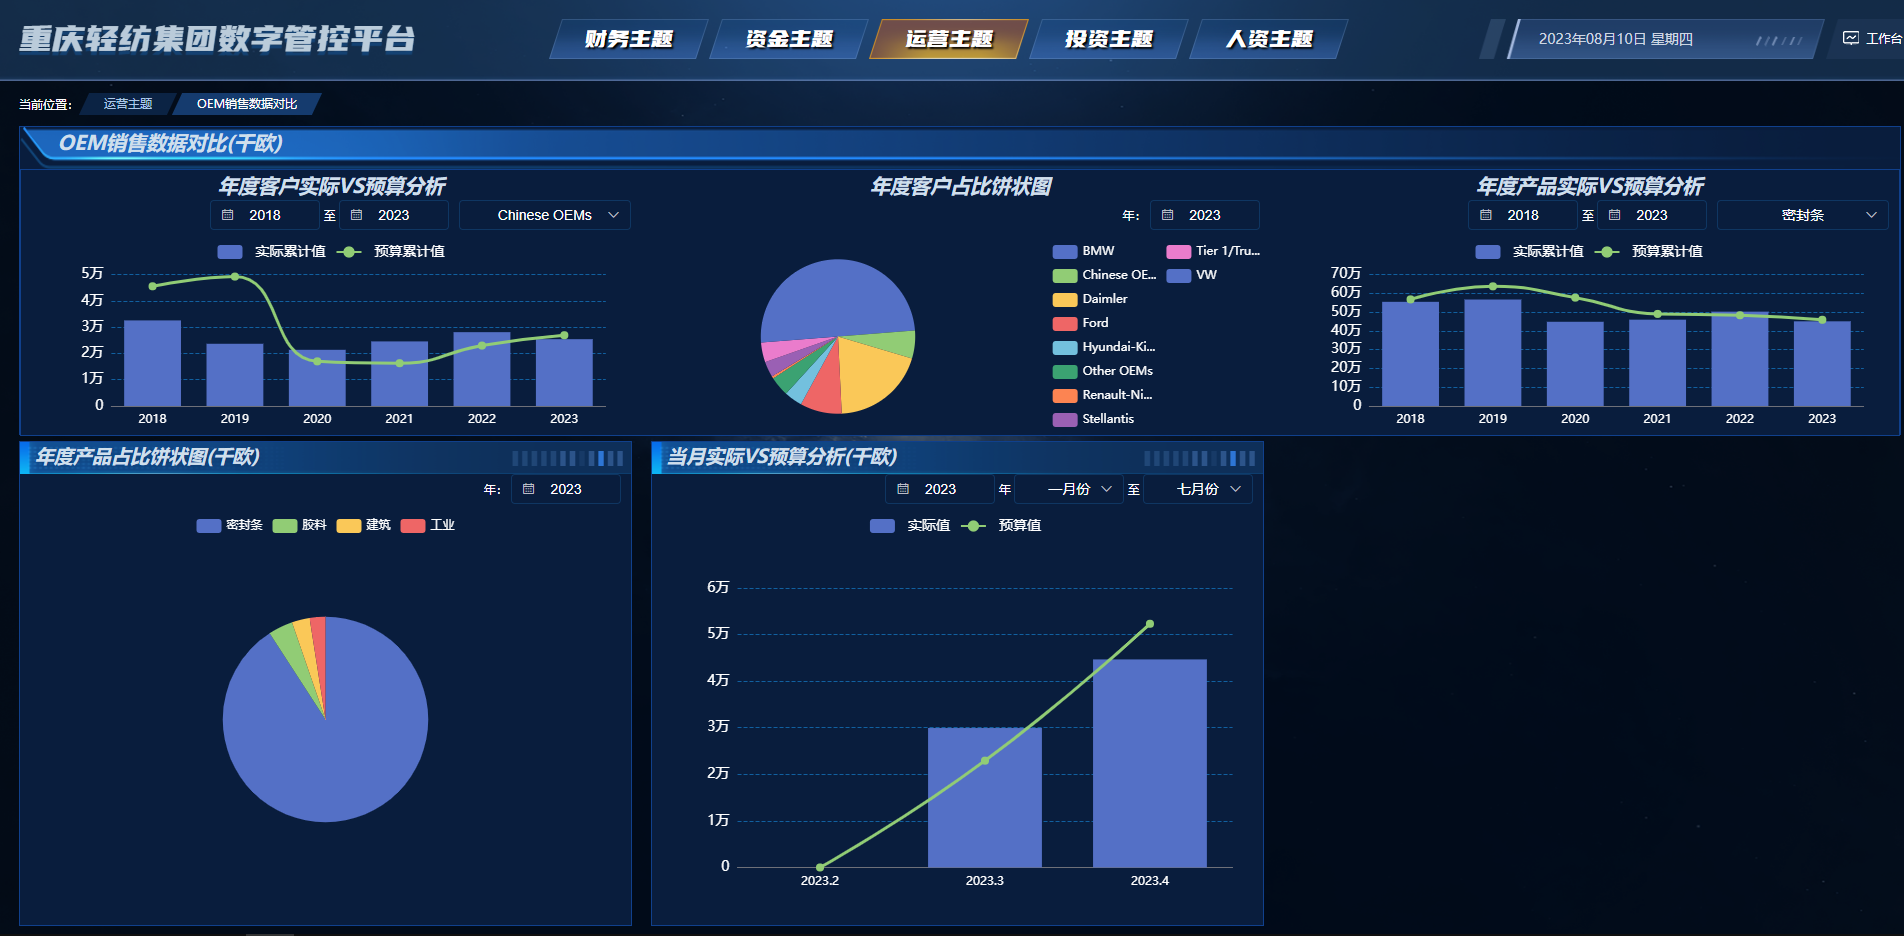 重庆轻纺集团数字管控平台
财务主题 资金主题 运营主题 投资主题 人资主题
2023年08月10日 星期四
工作台
当前位置: 运营主题 OEM销售数据对比
OEM销售数据对比(千欧)
年度客户实际VS预算分析
2018 至 2023 Chinese OEMs
实际累计值 预算累计值
5万
4万
3万
2万
1万
0
2018 2019 2020 2021 2022 2023
年度客户占比饼状图
年: 2023
BMW
Chinese OE...
Daimler
Ford
Hyundai-Ki...
Other OEMs
Renault-Ni...
Stellantis
Tier 1/Tru...
VW
年度产品实际VS预算分析
2018 至 2023 密封条
实际累计值 预算累计值
70万
60万
50万
40万
30万
20万
10万
0
2018 2019 2020 2021 2022 2023
年度产品占比饼状图(千欧)
年: 2023
密封条 胶料 建筑 工业
当月实际VS预算分析(千欧)
2023 年 一月份 至 七月份
实际值 预算值
6万
5万
4万
3万
2万
1万
0
2023.2 2023.3 2023.4